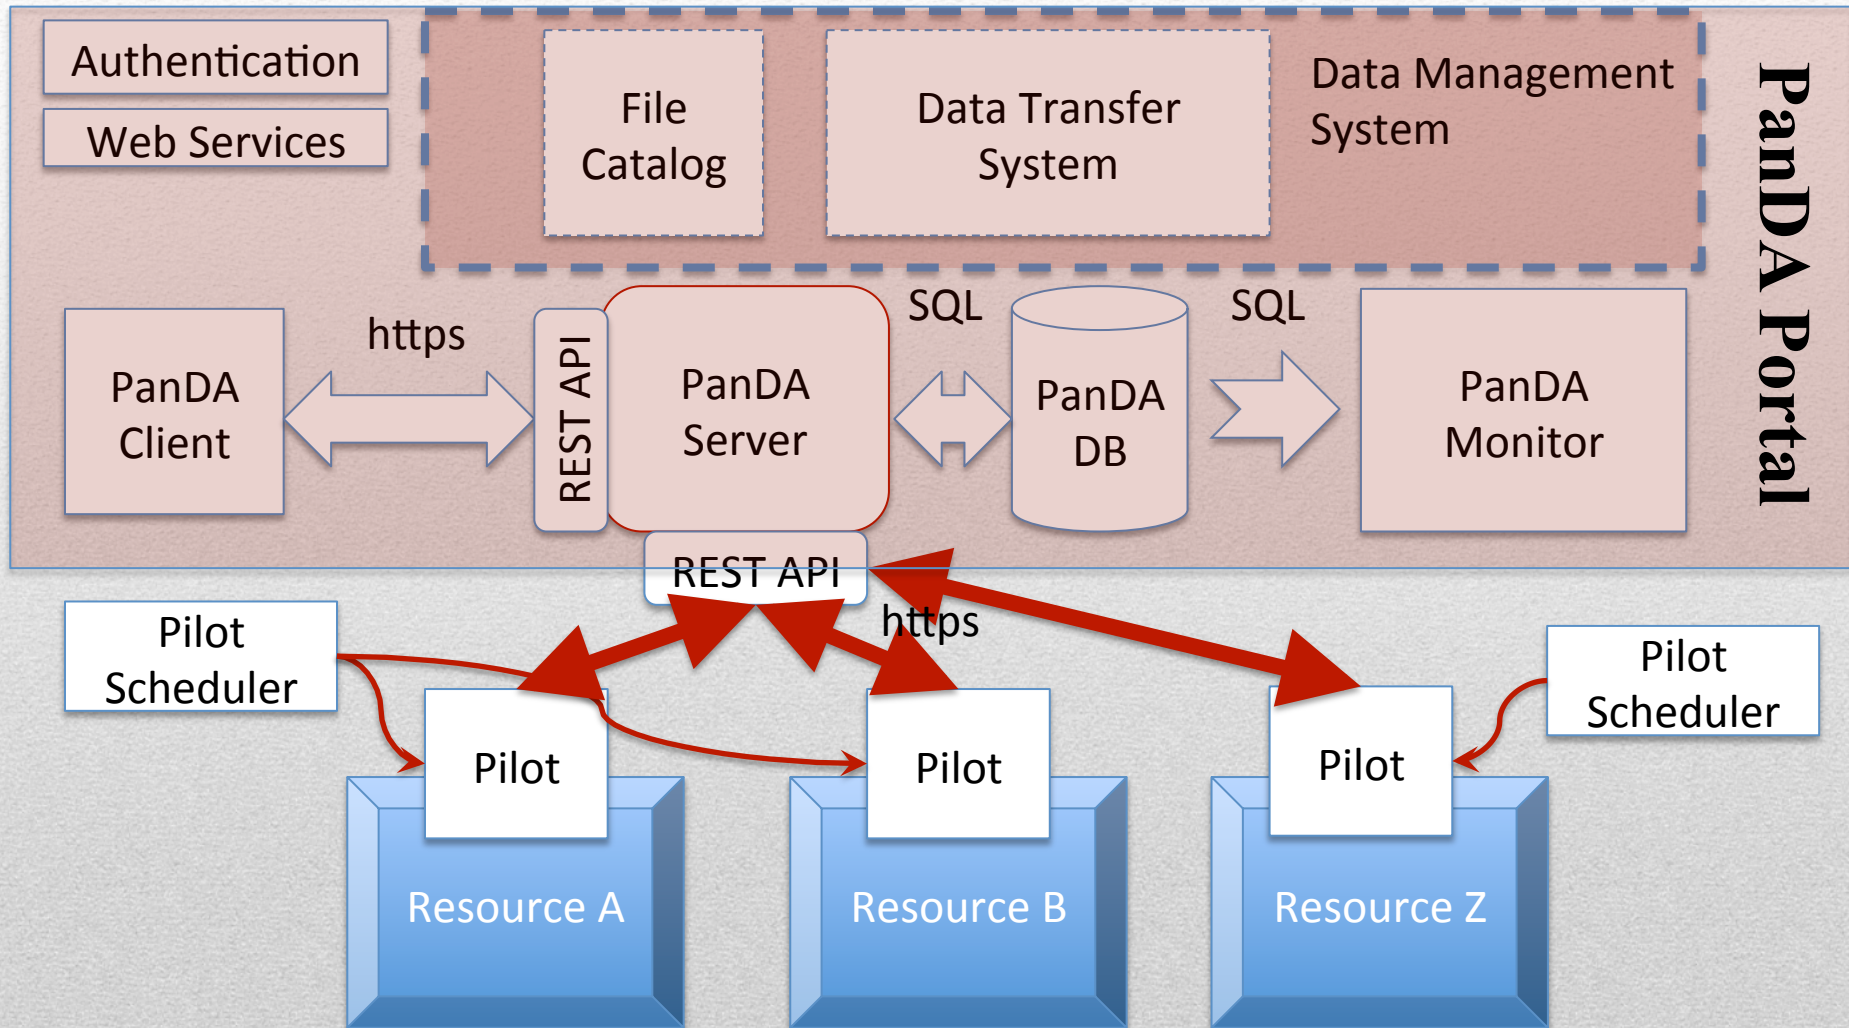 Authentication
Web Services
File
Catalog
Data Transfer
System
Data Management
System
PanDA Portal
PanDA
Client
https
REST API
PanDA
Server
SQL
PanDA
DB
SQL
PanDA
Monitor
REST API
https
Pilot
Scheduler
Pilot
Scheduler
Pilot
Pilot
Pilot
Resource A
Resource B
Resource Z